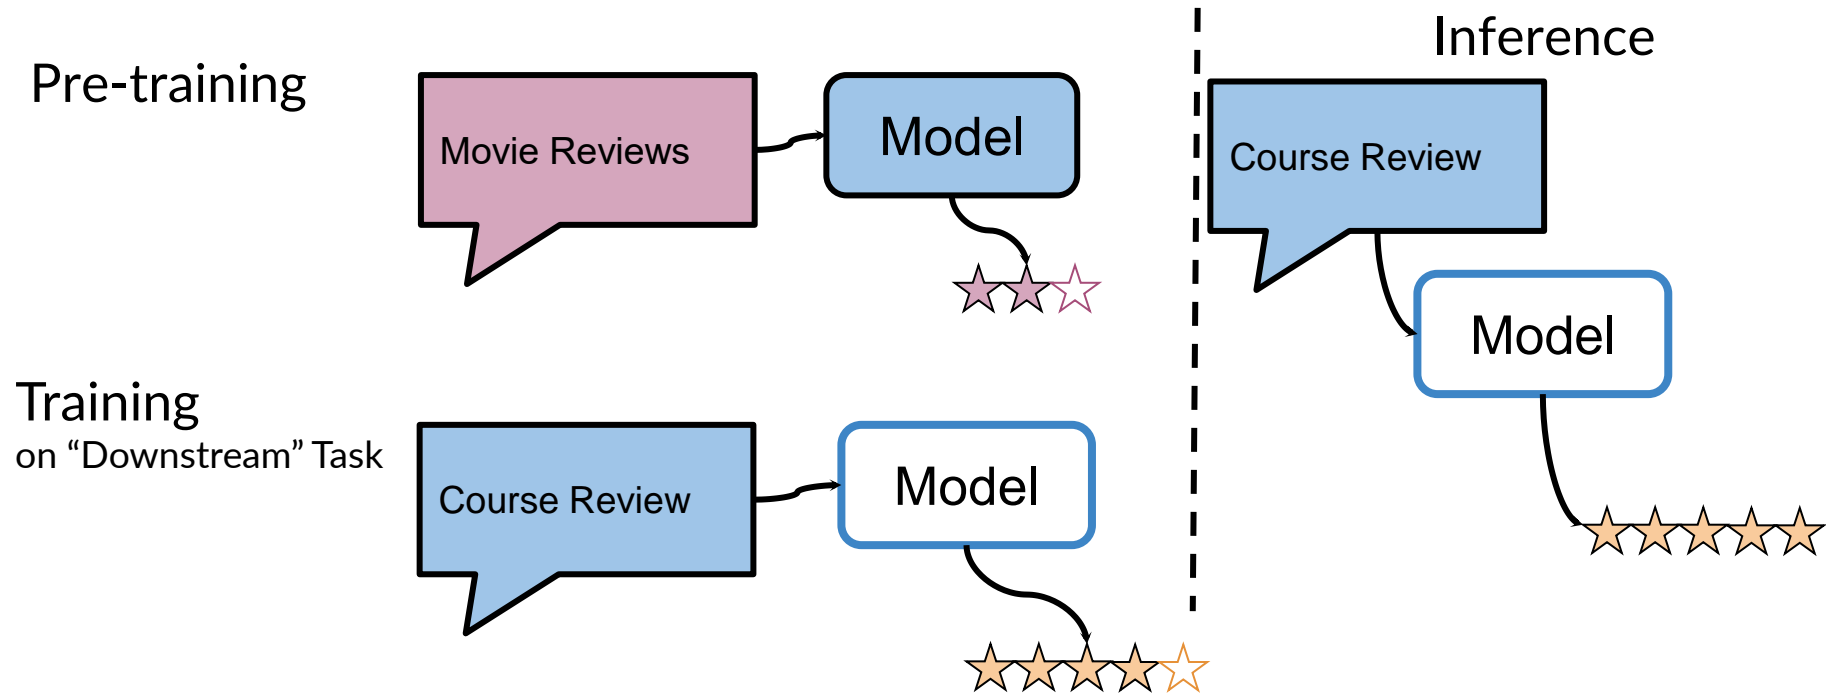 Pre-training
Movie Reviews
Model
Training
on “Downstream” Task
Course Review
Model
Inference
Course Review
Model